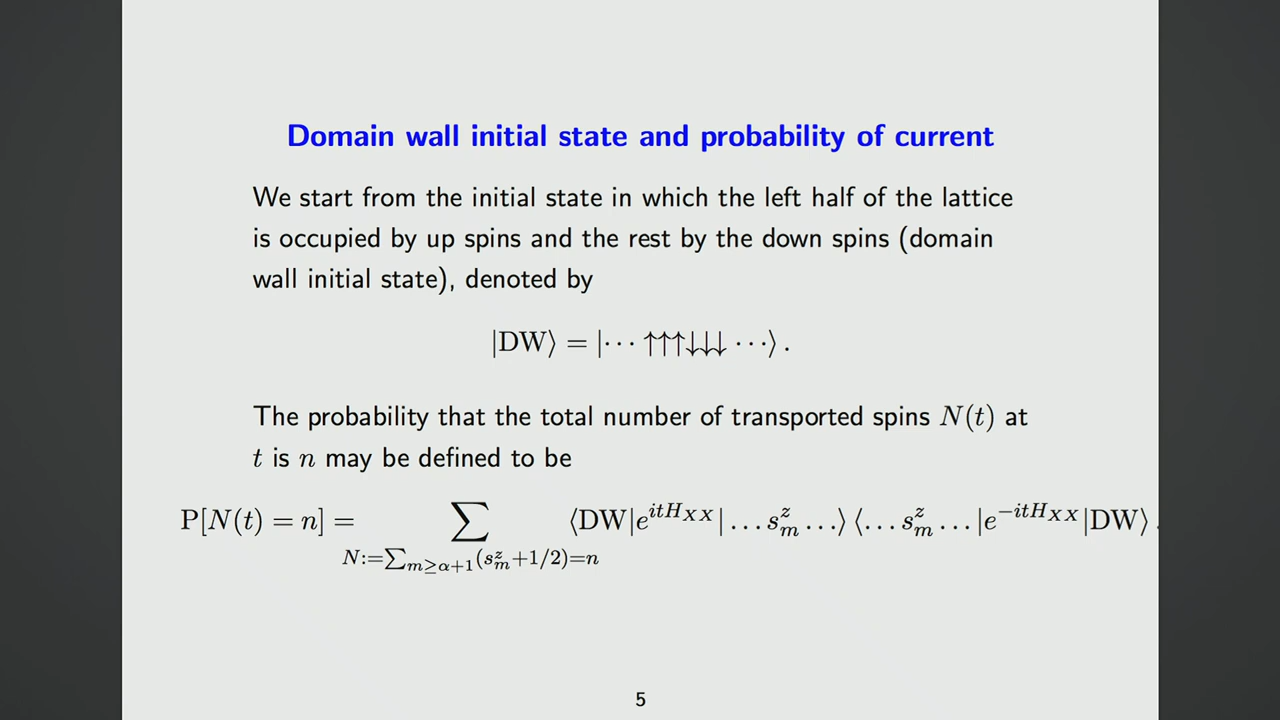 Domain wall initial state and probability of current
We start from the initial state in which the left half of the lattice
is occupied by up spins and the rest by the down spins (domain
wall initial state), denoted by
|DW⟩ = |··· ↑↑↑↓↓↓ ···⟩ .
The probability that the total number of transported spins N(t) at
t is n may be defined to be
P[N(t) = n] = ∑_{N:=∑_{m≥α+1}(s^z_m+1/2)=n} ⟨DW|e^{itH_{XX}}| … s^z_m …⟩ ⟨… s^z_m … |e^{−itH_{XX}}|DW⟩ .
5